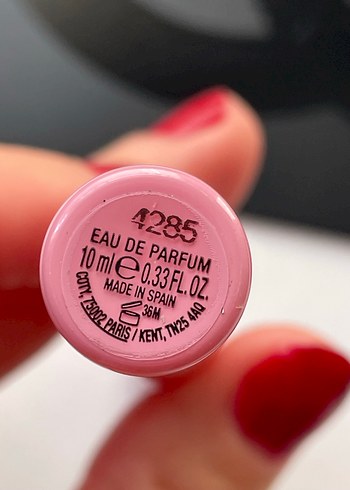 4285
EAU DE PARFUM
10 ml ℮ 0.33 FL.OZ.
MADE IN SPAIN
36M
COTY, 75002 PARIS / KENT, TN25 4AQ